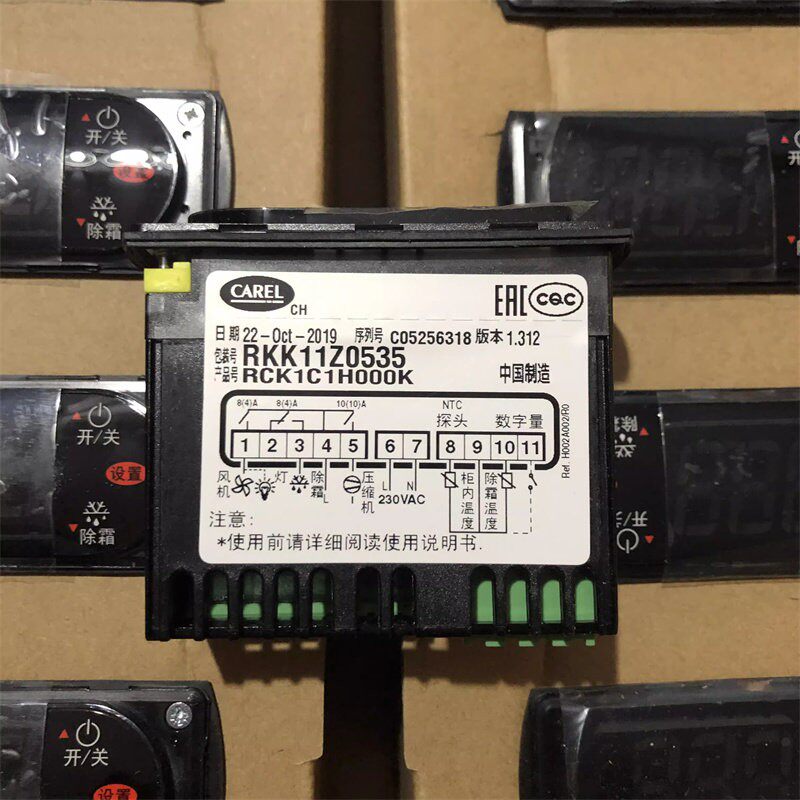 开/关
设置
除霜
开/关
设置
除霜
开/关
设置
除霜
开/关
CAREL
CH
EAC
CQC
日期 22-Oct-2019 序列号 C05256318 版本 1.312
包装号 RKK11Z0535
产品号 RCK1C1H000K
中国制造
8(4)A 8(4)A 10(10)A
NTC
探头 数字量
1 2 3 4 5 6 7 8 9 10 11
风机 灯 除霜 压缩机 L N 柜内温度 除霜温度
L
230VAC
Ref. H002A002/R0
注意:
*使用前请详细阅读使用说明书.
开/关
设置